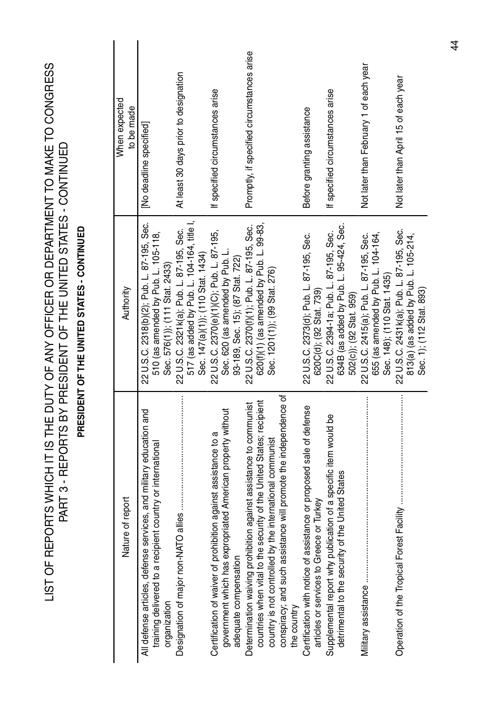 LIST OF REPORTS WHICH IT IS THE DUTY OF ANY OFFICER OR DEPARTMENT TO MAKE TO CONGRESS
PART 3 - REPORTS BY PRESIDENT OF THE UNITED STATES - CONTINUED
PRESIDENT OF THE UNITED STATES - CONTINUED
Nature of report
Authority
When expected
to be made
All defense articles, defense services, and military education and
training delivered to a recipient country or international
organization
22 U.S.C. 2318(b)(2); Pub. L. 87-195, Sec.
510 (as amended by Pub. L. 105-118,
Sec. 576(1)); (111 Stat. 2433)
[No deadline specified]
Designation of major non-NATO allies
22 U.S.C. 2321k(a); Pub. L. 87-195, Sec.
517 (as added by Pub. L. 104-164, title I,
Sec. 147(a)(1)); (110 Stat. 1434)
At least 30 days prior to designation
Certification of waiver of prohibition against assistance to a
government which has expropriated American property without
adequate compensation
22 U.S.C. 2370(e)(1)(C); Pub. L. 87-195,
Sec. 620 (as amended by Pub. L.
93-189, Sec. 15); (87 Stat. 722)
If specified circumstances arise
Determination waiving prohibition against assistance to communist
countries when vital to the security of the United States; recipient
country is not controlled by the international communist
conspiracy; and such assistance will promote the independence of
the country
22 U.S.C. 2370(f)(1); Pub. L. 87-195, Sec.
620(f)(1) (as amended by Pub. L. 99-83,
Sec. 1201(1)); (99 Stat. 276)
Promptly, if specified circumstances arise
Certification with notice of assistance or proposed sale of defense
articles or services to Greece or Turkey
22 U.S.C. 2373(d); Pub. L. 87-195, Sec.
620C(d); (92 Stat. 739)
Before granting assistance
Supplemental report why publication of a specific item would be
detrimental to the security of the United States
22 U.S.C. 2394-1a; Pub. L. 87-195, Sec.
634B (as added by Pub. L. 95-424, Sec.
502(c)); (92 Stat. 959)
If specified circumstances arise
Military assistance
22 U.S.C. 2415(a); Pub. L. 87-195, Sec.
655 (as amended by Pub. L. 104-164,
Sec. 148); (110 Stat. 1435)
Not later than February 1 of each year
Operation of the Tropical Forest Facility
22 U.S.C. 2431k(a); Pub. L. 87-195, Sec.
813(a) (as added by Pub. L. 105-214,
Sec. 1); (112 Stat. 893)
Not later than April 15 of each year
44